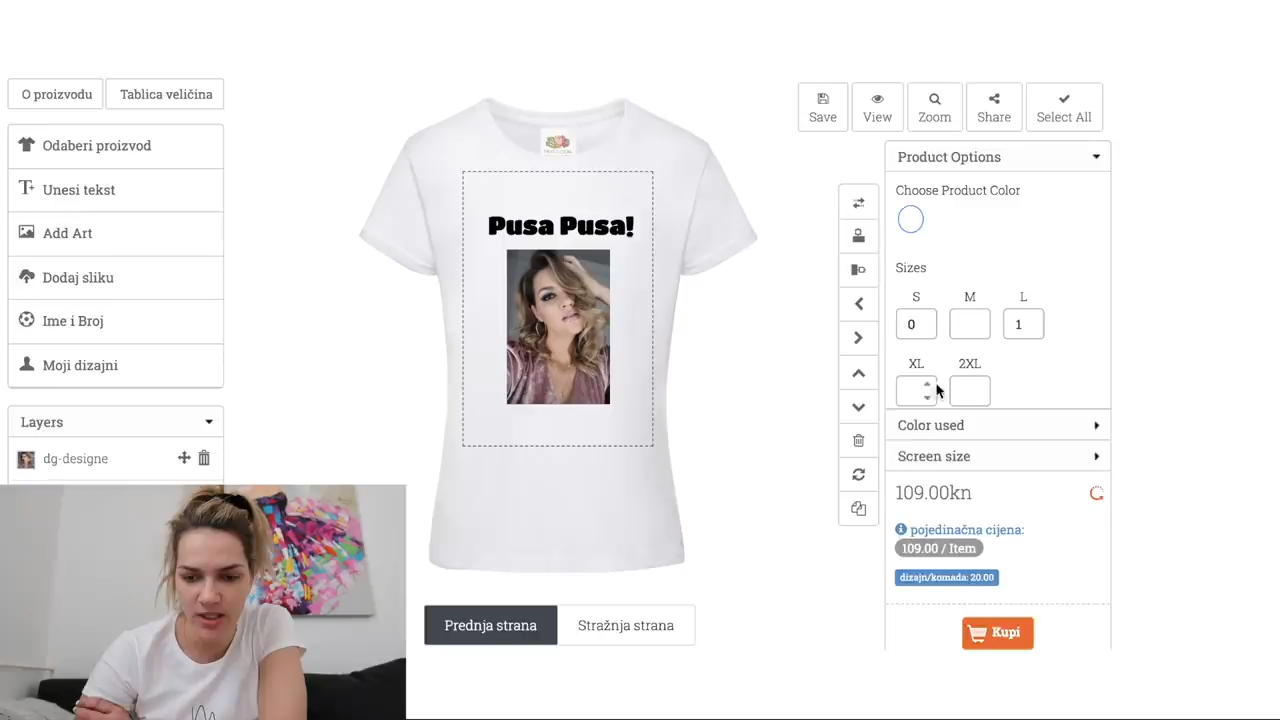 O proizvodu
Tablica veličina
Odaberi proizvod
Unesi tekst
Add Art
Dodaj sliku
Ime i Broj
Moji dizajni
Layers
dg-designe
Pusa Pusa!
Prednja strana
Stražnja strana
Save
View
Zoom
Share
Select All
Product Options
Choose Product Color
Sizes
S M L
0 1
XL 2XL
Color used
Screen size
109.00kn
pojedinačna cijena:
109.00 / Item
dizajn/komada: 20.00
Kupi